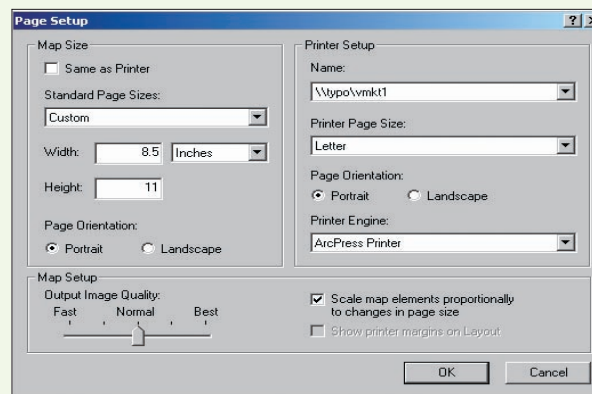 Page Setup
Map Size
Same as Printer
Standard Page Sizes:
Custom
Width: 8.5 Inches
Height: 11
Page Orientation:
Portrait Landscape
Printer Setup
Name:
\\typo\vmkt1
Printer Page Size:
Letter
Page Orientation:
Portrait Landscape
Printer Engine:
ArcPress Printer
Map Setup
Output Image Quality:
Fast Normal Best
Scale map elements proportionally
to changes in page size
Show printer margins on Layout
OK Cancel